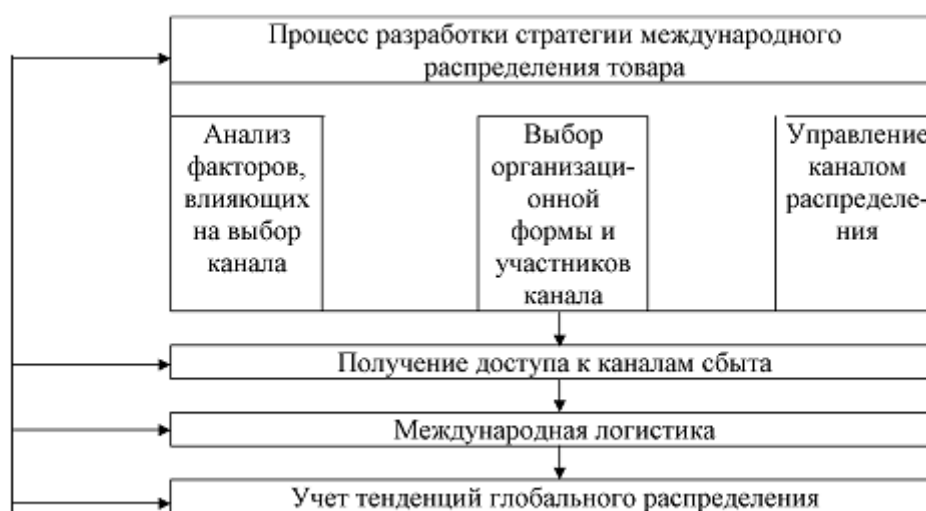 Процесс разработки стратегии международного
распределения товара
Анализ
факторов,
влияющих
на выбор
канала
Выбор
организаци-
онной
формы и
участников
канала
Управление
каналом
распределе-
ния
Получение доступа к каналам сбыта
Международная логистика
Учет тенденций глобального распределения